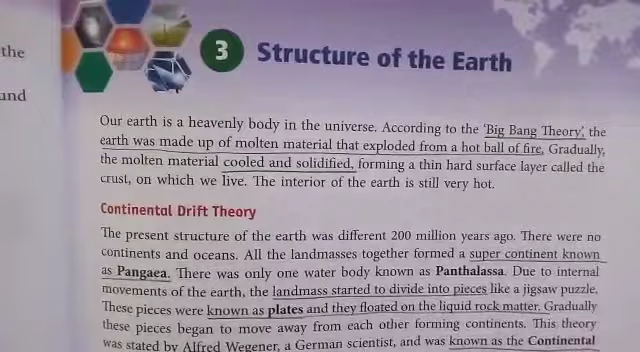 the
und
3 Structure of the Earth
Our earth is a heavenly body in the universe. According to the 'Big Bang Theory', the
earth was made up of molten material that exploded from a hot ball of fire. Gradually,
the molten material cooled and solidified, forming a thin hard surface layer called the
crust, on which we live. The interior of the earth is still very hot.
Continental Drift Theory
The present structure of the earth was different 200 million years ago. There were no
continents and oceans. All the landmasses together formed a super continent known
as Pangaea. There was only one water body known as Panthalassa. Due to internal
movements of the earth, the landmass started to divide into pieces like a jigsaw puzzle.
These pieces were known as plates and they floated on the liquid rock matter. Gradually
these pieces began to move away from each other forming continents. This theory
was stated by Alfred Wegener, a German scientist, and was known as the Continental